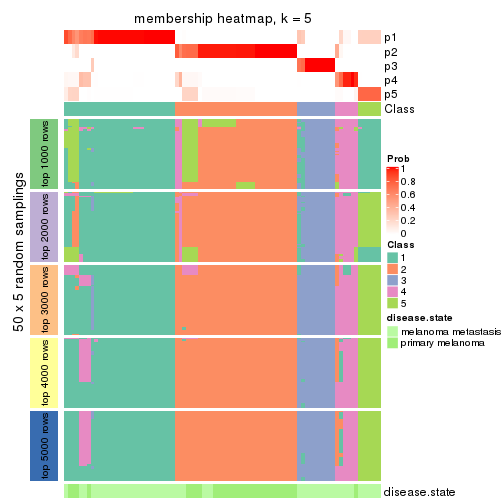 membership heatmap, k = 5
p1
p2
p3
p4
p5
Class
50 x 5 random samplings
top 1000 rows
top 2000 rows
top 3000 rows
top 4000 rows
top 5000 rows
Prob
1
0.8
0.6
0.4
0.2
0
Class
1
2
3
4
5
disease.state
melanoma metastasis
primary melanoma
disease.state